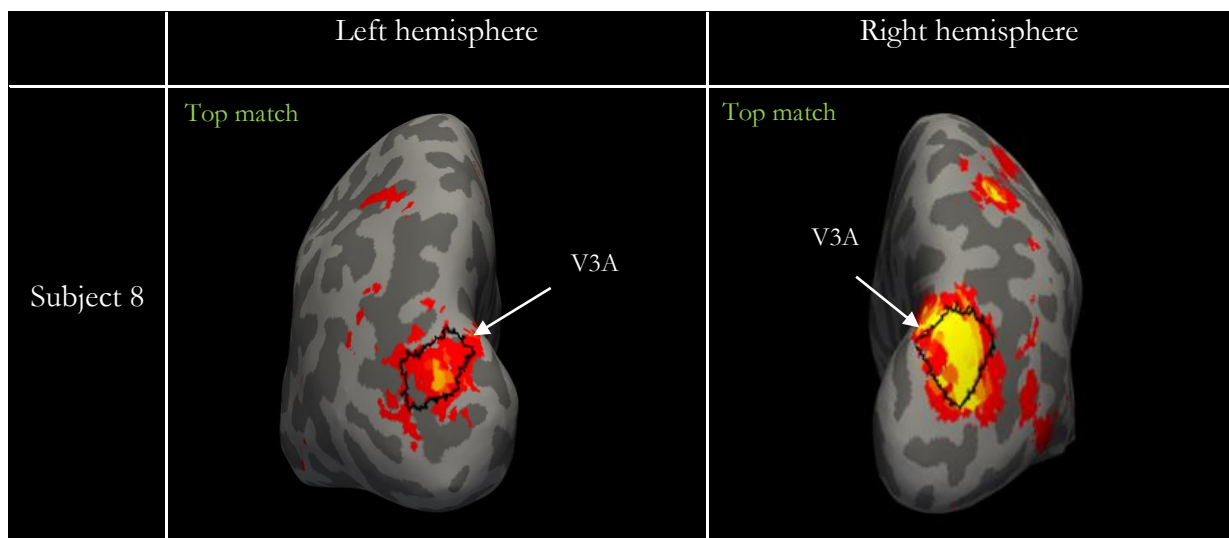 Left hemisphere
Right hemisphere
Subject 8
Top match
V3A
Top match
V3A